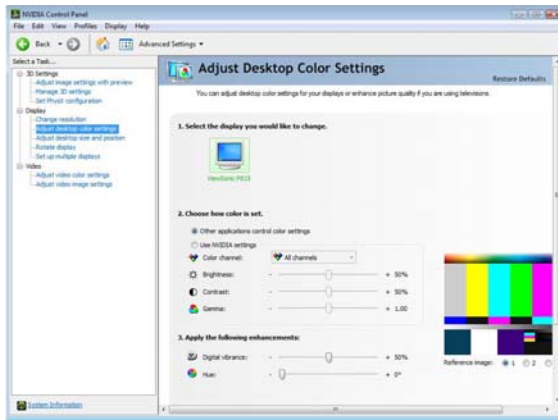 NVIDIA Control Panel
File Edit View Profiles Display Help
Back Advanced Settings
Select a Task...
3D Settings
Adjust image settings with preview
Manage 3D settings
Set PhysX configuration
Display
Change resolution
Adjust desktop color settings
Adjust desktop size and position
Rotate display
Set up multiple displays
Video
Adjust video color settings
Adjust video image settings
System Information
Adjust Desktop Color Settings
Restore Defaults
You can adjust desktop color settings for your displays or enhance picture quality if you are using televisions.
1. Select the display you would like to change.
ViewSonic P815
2. Choose how color is set.
Other applications control color settings
Use NVIDIA settings
Color channel: All channels
Brightness: - + 50%
Contrast: - + 50%
Gamma: - + 1.00
3. Apply the following enhancements:
Digital vibrance: - + 50%
Hue: - + 0°
Reference image: 1 2